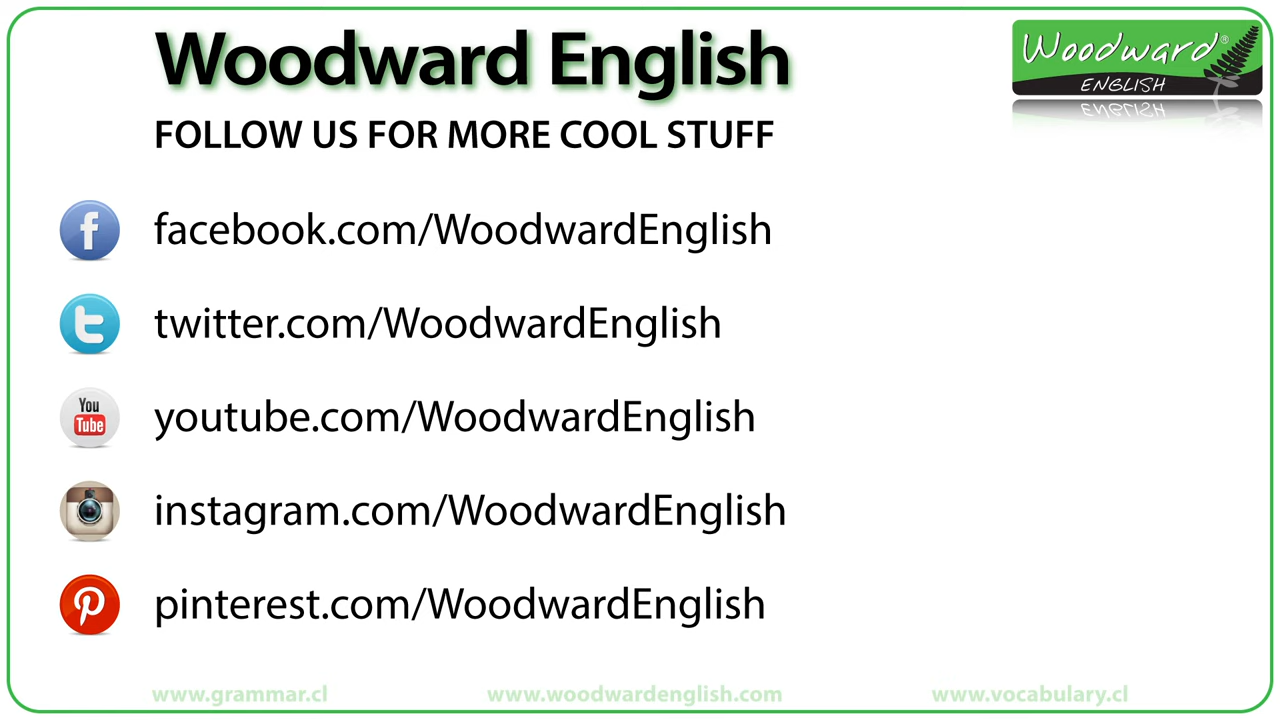 Woodward English
Woodward®
ENGLISH
FOLLOW US FOR MORE COOL STUFF
facebook.com/WoodwardEnglish
twitter.com/WoodwardEnglish
You
Tube
youtube.com/WoodwardEnglish
instagram.com/WoodwardEnglish
pinterest.com/WoodwardEnglish
www.grammar.cl www.woodwardenglish.com www.vocabulary.cl